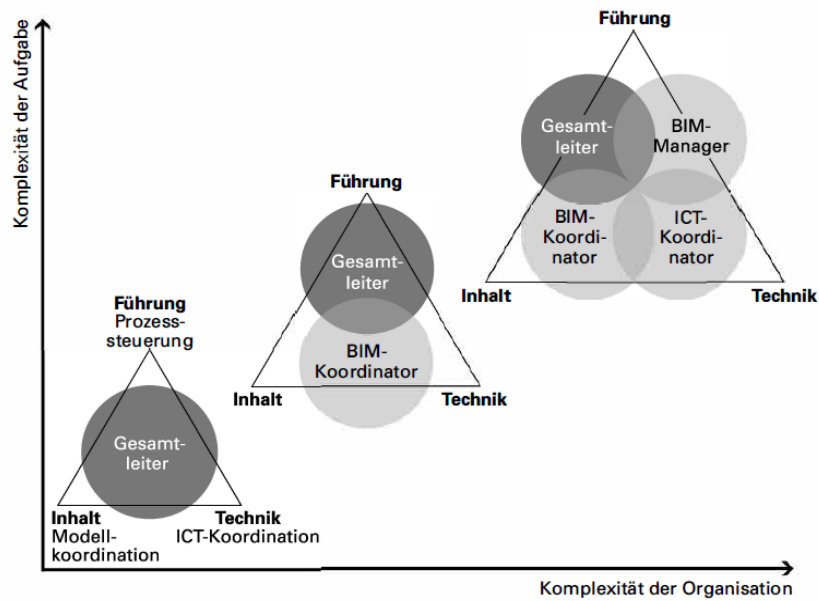 Komplexität der Aufgabe
Führung
Gesamt-
leiter
BIM-
Manager
BIM-
Koordi-
nator
ICT-
Koordi-
nator
Inhalt
Technik
Führung
Gesamt-
leiter
BIM-
Koordinator
Inhalt
Technik
Führung
Prozess-
steuerung
Gesamt-
leiter
Inhalt
Modell-
koordination
Technik
ICT-Koordination
Komplexität der Organisation